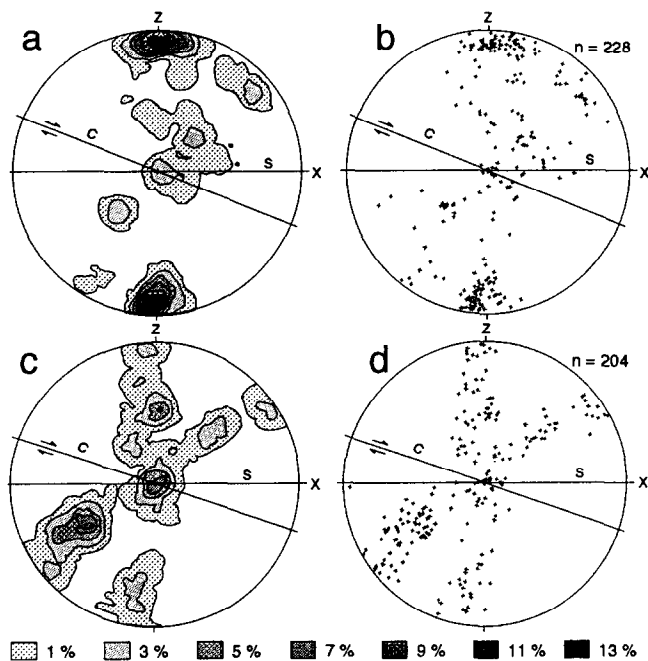 a
z
c
s
x
b
z
n = 228
c
s
x
c
z
c
s
x
d
z
n = 204
c
s
x
1 % 3 % 5 % 7 % 9 % 11 % 13 %